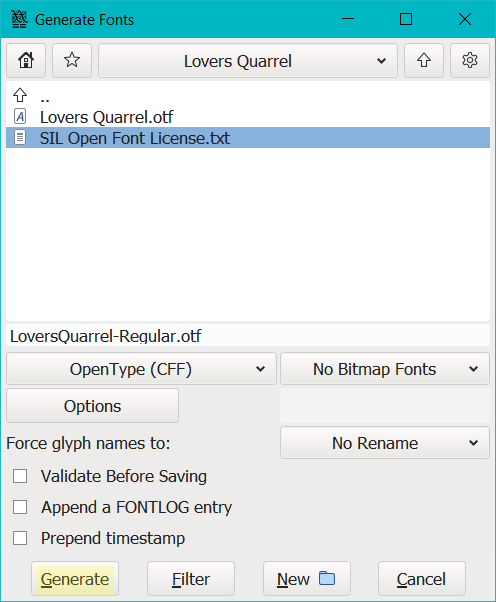 Generate Fonts
Lovers Quarrel
..
Lovers Quarrel.otf
SIL Open Font License.txt
LoversQuarrel-Regular.otf
OpenType (CFF) No Bitmap Fonts
Options
Force glyph names to: No Rename
Validate Before Saving
Append a FONTLOG entry
Prepend timestamp
Generate Filter New Cancel